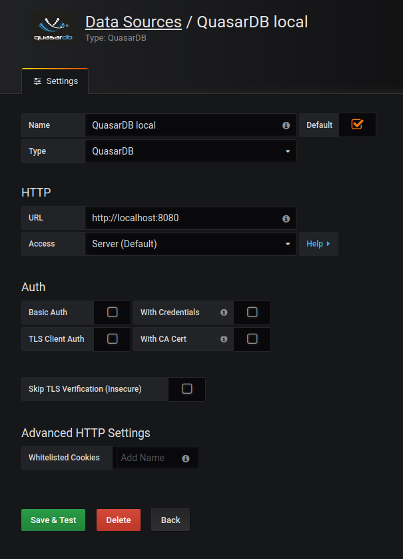 quasardb
Data Sources / QuasarDB local
Type: QuasarDB
Settings
Name QuasarDB local Default
Type QuasarDB
HTTP
URL http://localhost:8080
Access Server (Default) Help
Auth
Basic Auth With Credentials
TLS Client Auth With CA Cert
Skip TLS Verification (Insecure)
Advanced HTTP Settings
Whitelisted Cookies Add Name
Save & Test Delete Back